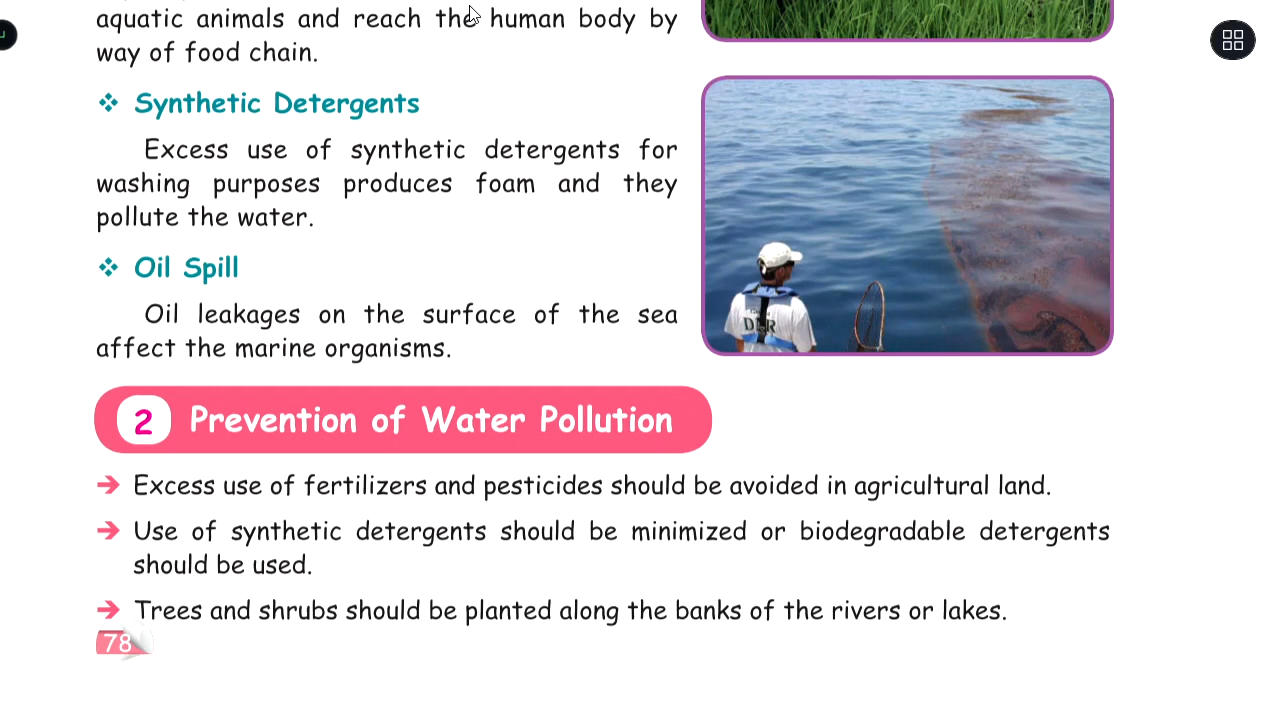 aquatic animals and reach the human body by
way of food chain.
❖ Synthetic Detergents
Excess use of synthetic detergents for
washing purposes produces foam and they
pollute the water.
❖ Oil Spill
Oil leakages on the surface of the sea
affect the marine organisms.
2 Prevention of Water Pollution
➔ Excess use of fertilizers and pesticides should be avoided in agricultural land.
➔ Use of synthetic detergents should be minimized or biodegradable detergents
should be used.
➔ Trees and shrubs should be planted along the banks of the rivers or lakes.
78